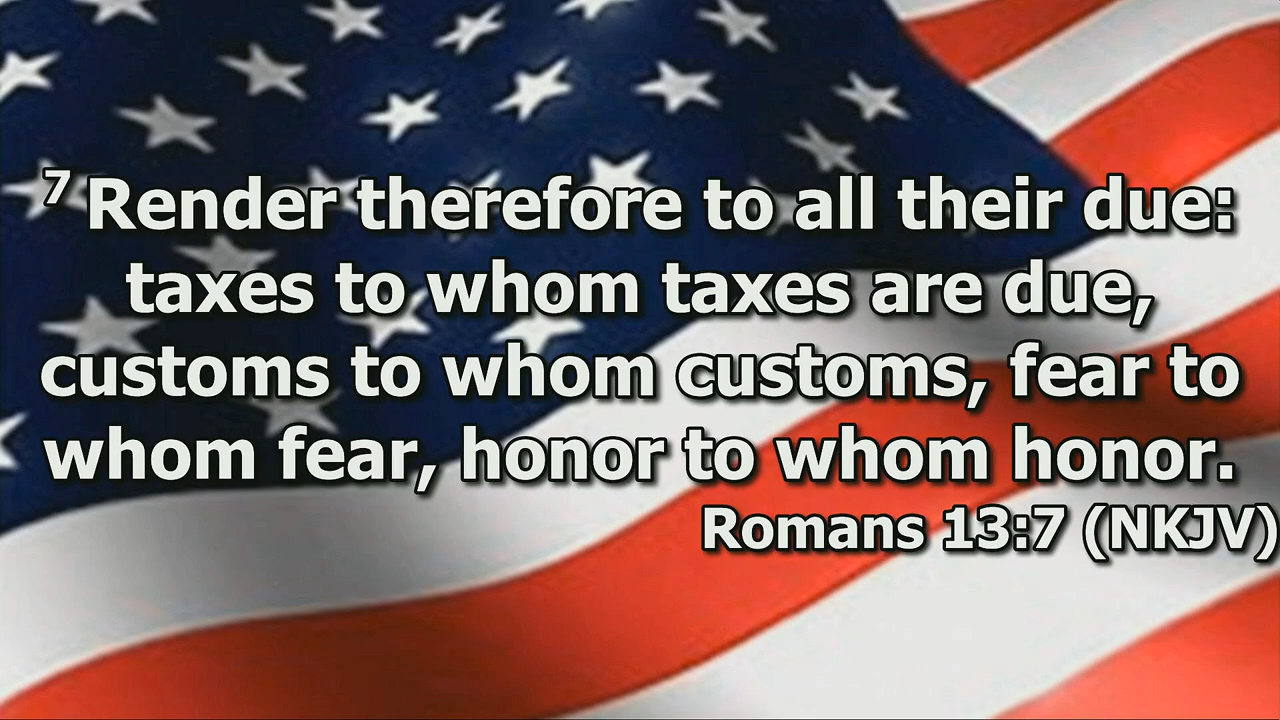 7 Render therefore to all their due:
taxes to whom taxes are due,
customs to whom customs, fear to
whom fear, honor to whom honor.
Romans 13:7 (NKJV)